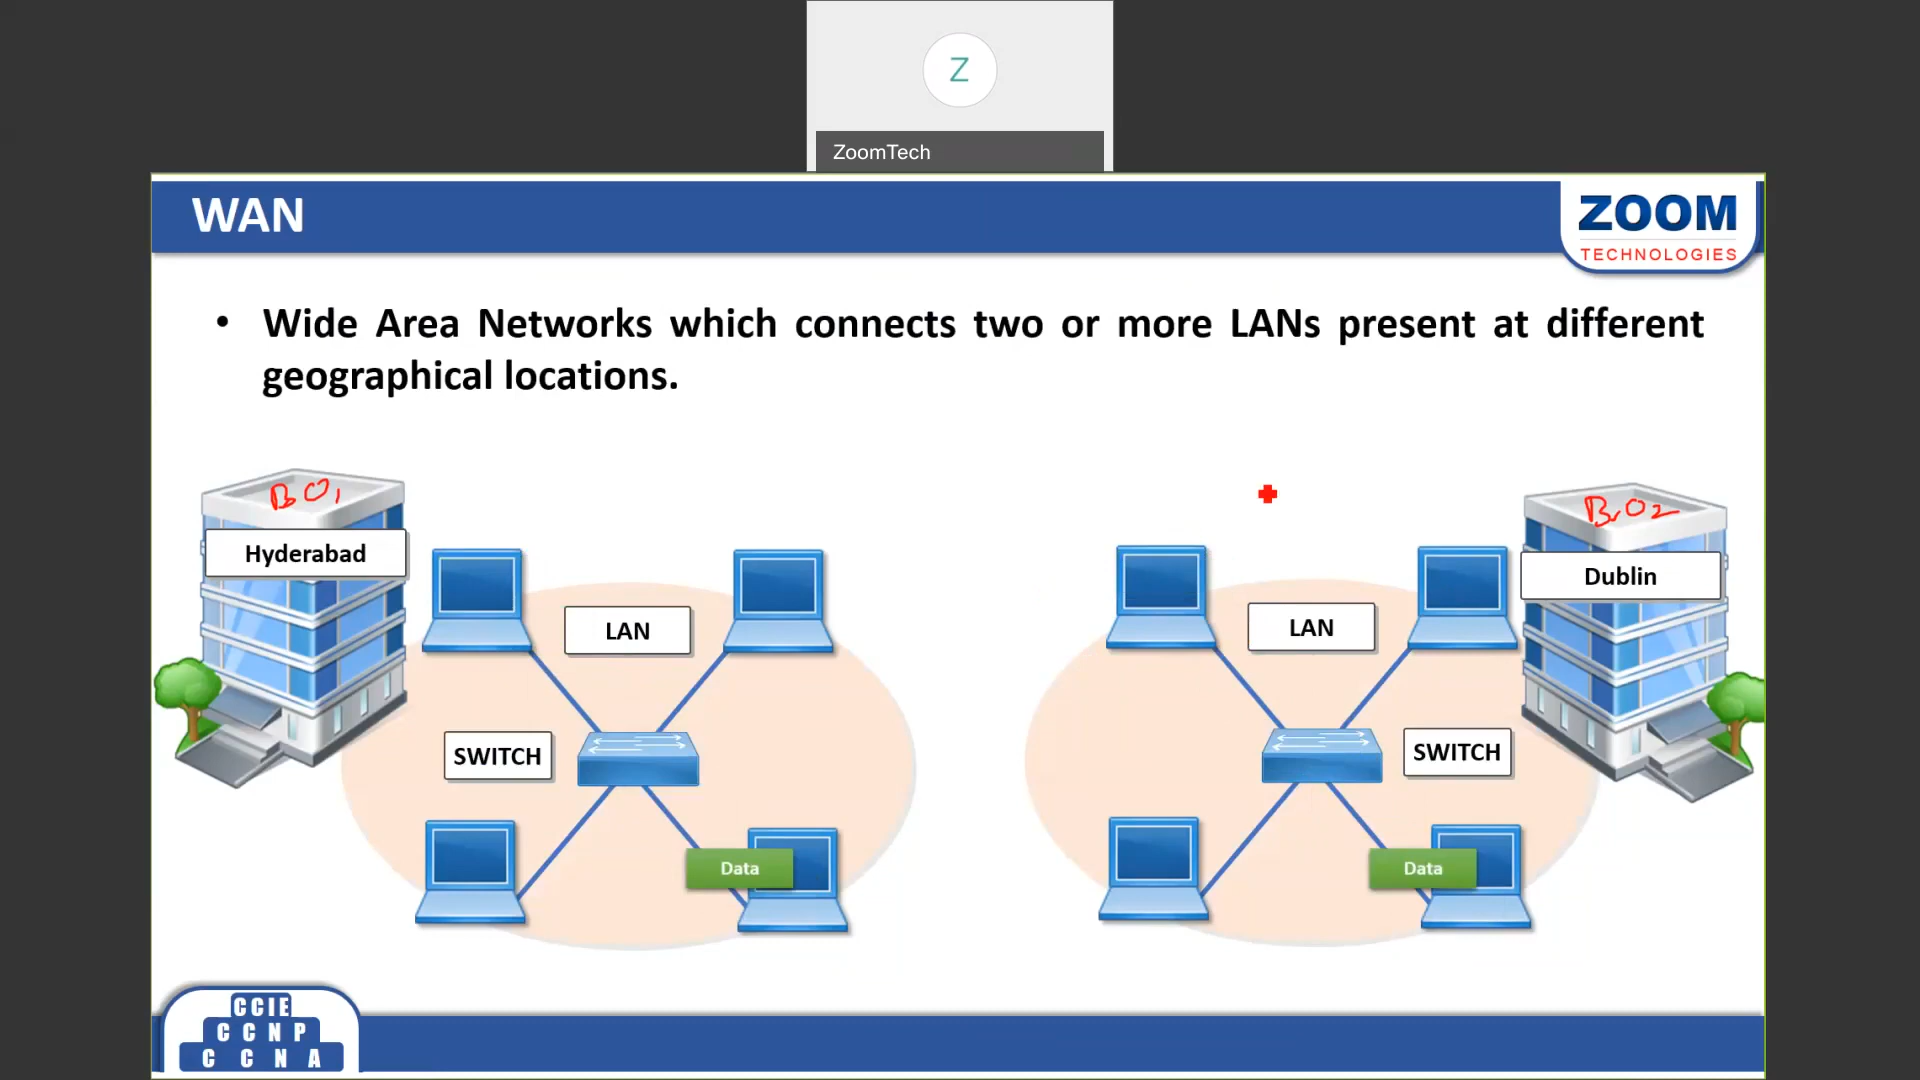 Z
ZoomTech
WAN
ZOOM
TECHNOLOGIES
• Wide Area Networks which connects two or more LANs present at different
geographical locations.
BO1
BO2
Hyderabad
Dublin
LAN
LAN
SWITCH
SWITCH
Data
Data
CCIE
CCNP
CCNA